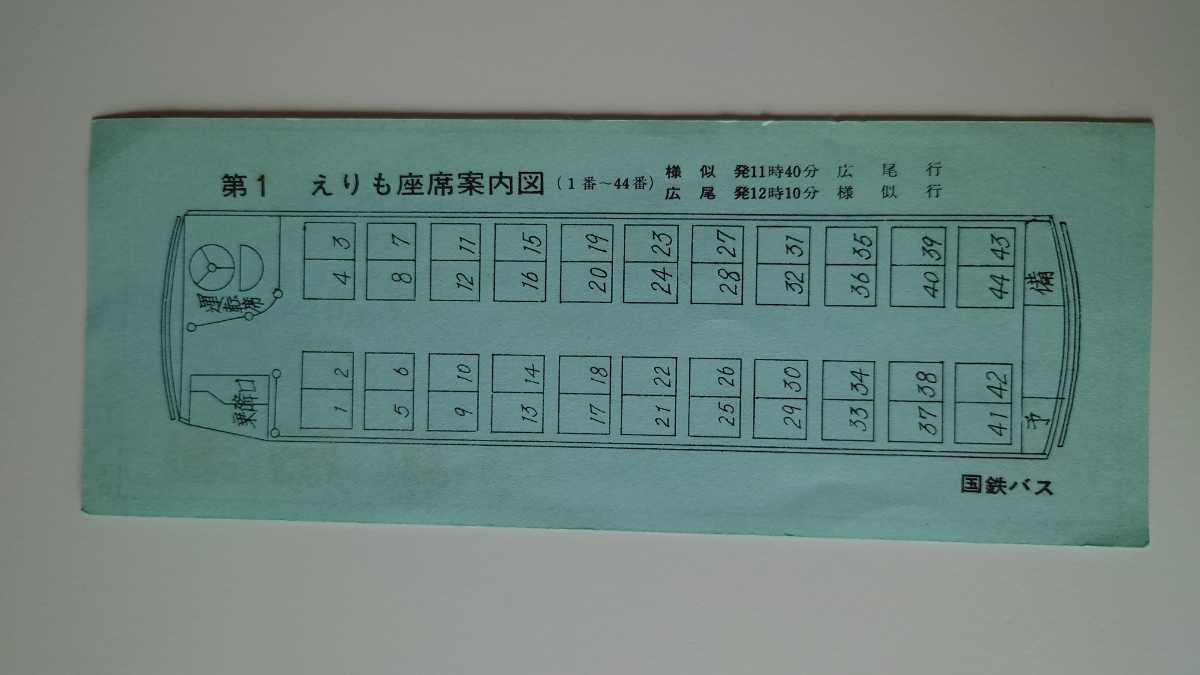 第1 えりも座席案内図 (1番~44番)
様似 発11時40分 広尾行
広尾 発12時10分 様似行
運転席
3 7 11 15 19 23 27 31 35 39 43
4 8 12 16 20 24 28 32 36 40 44
備
2 6 10 14 18 22 26 30 34 38 42
1 5 9 13 17 21 25 29 33 37 41
予
国鉄バス